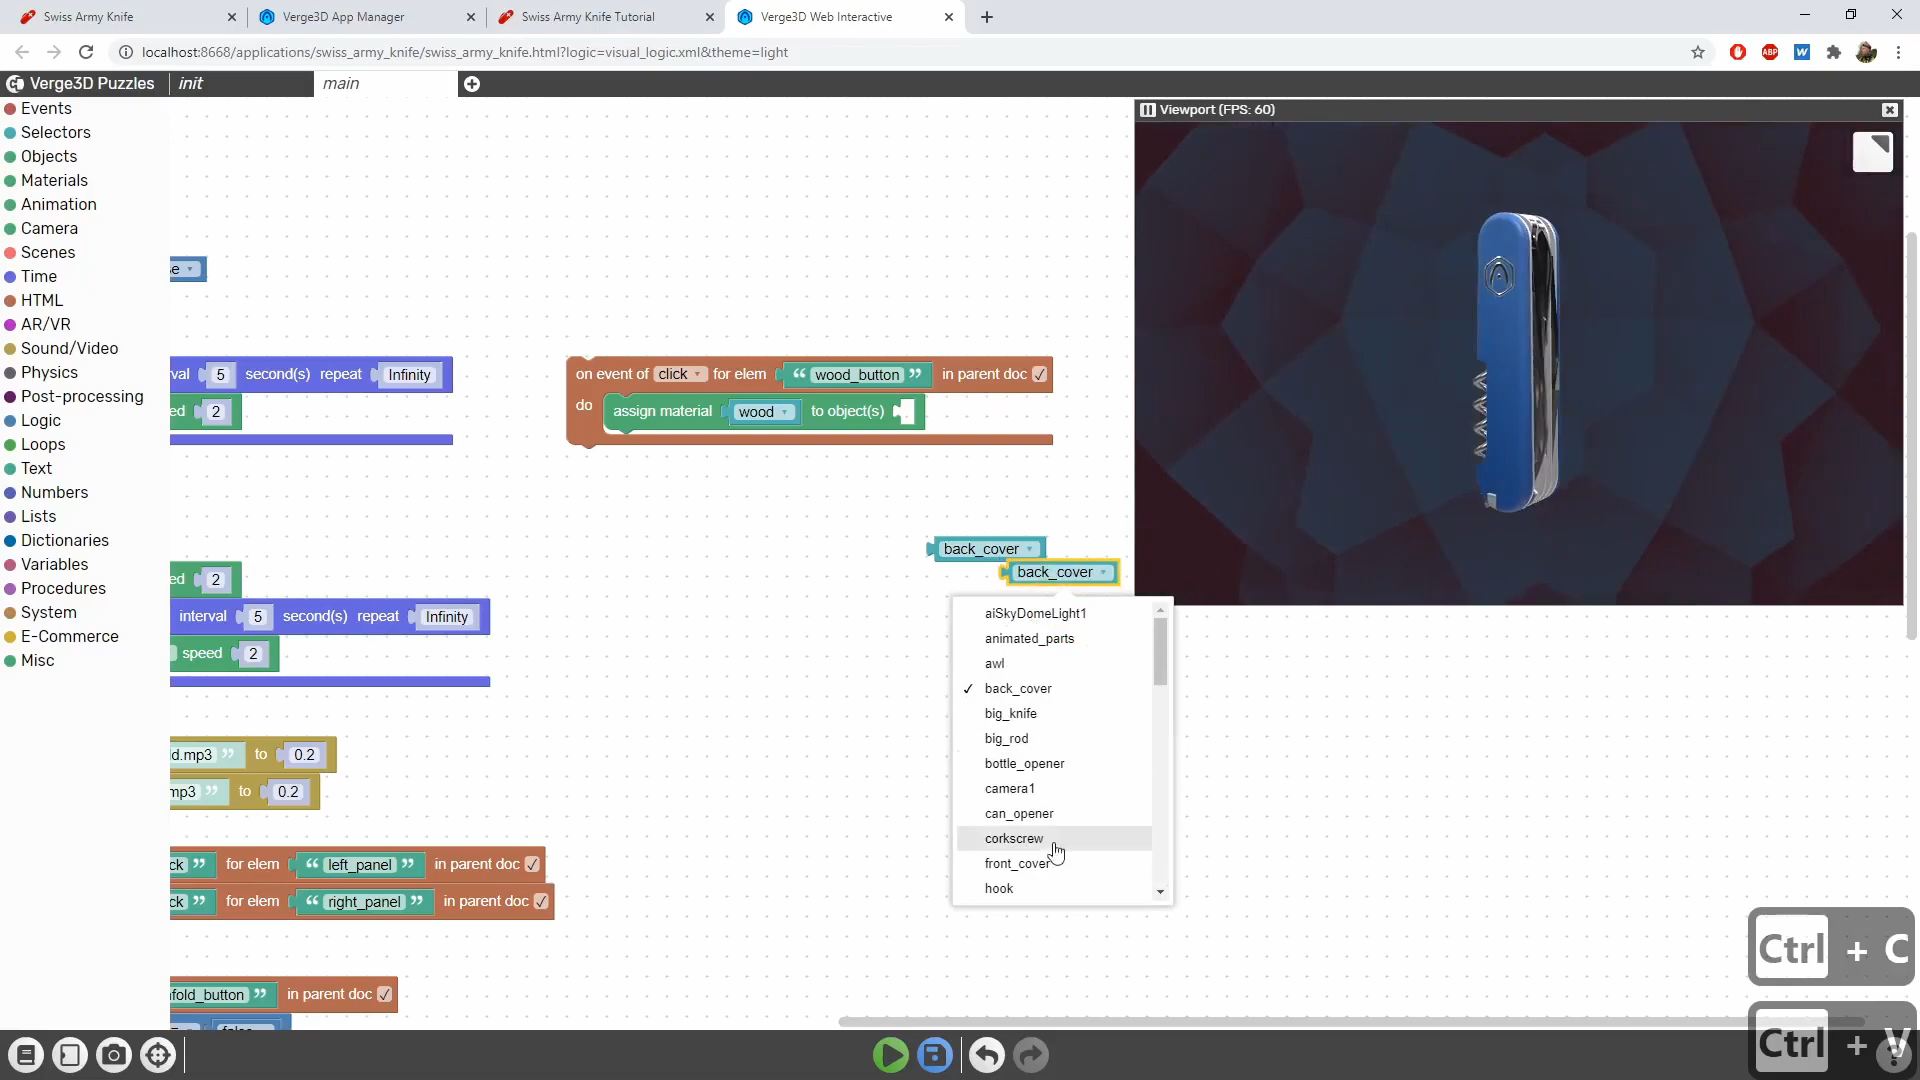 Swiss Army Knife
Verge3D App Manager
Swiss Army Knife Tutorial
Verge3D Web Interactive
localhost:8668/applications/swiss_army_knife/swiss_army_knife.html?logic=visual_logic.xml&theme=light
ABP
W
Verge3D Puzzles
init
main
Viewport (FPS: 60)
Events
Selectors
Objects
Materials
Animation
Camera
Scenes
Time
HTML
AR/VR
Sound/Video
Physics
Post-processing
Logic
Loops
Text
Numbers
Lists
Dictionaries
Variables
Procedures
System
E-Commerce
Misc
se
val 5 second(s) repeat Infinity
ed 2
on event of click for elem “ wood_button ” in parent doc ✓
do assign material wood to object(s)
back_cover
back_cover
ed 2
interval 5 second(s) repeat Infinity
speed 2
aiSkyDomeLight1
animated_parts
awl
✓ back_cover
big_knife
big_rod
bottle_opener
camera1
can_opener
corkscrew
front_cover
hook
ld.mp3 ” to 0.2
mp3 ” to 0.2
ck ” for elem “ left_panel ” in parent doc ✓
ck ” for elem “ right_panel ” in parent doc ✓
nfold_button ” in parent doc ✓
false
Ctrl + C
Ctrl + V